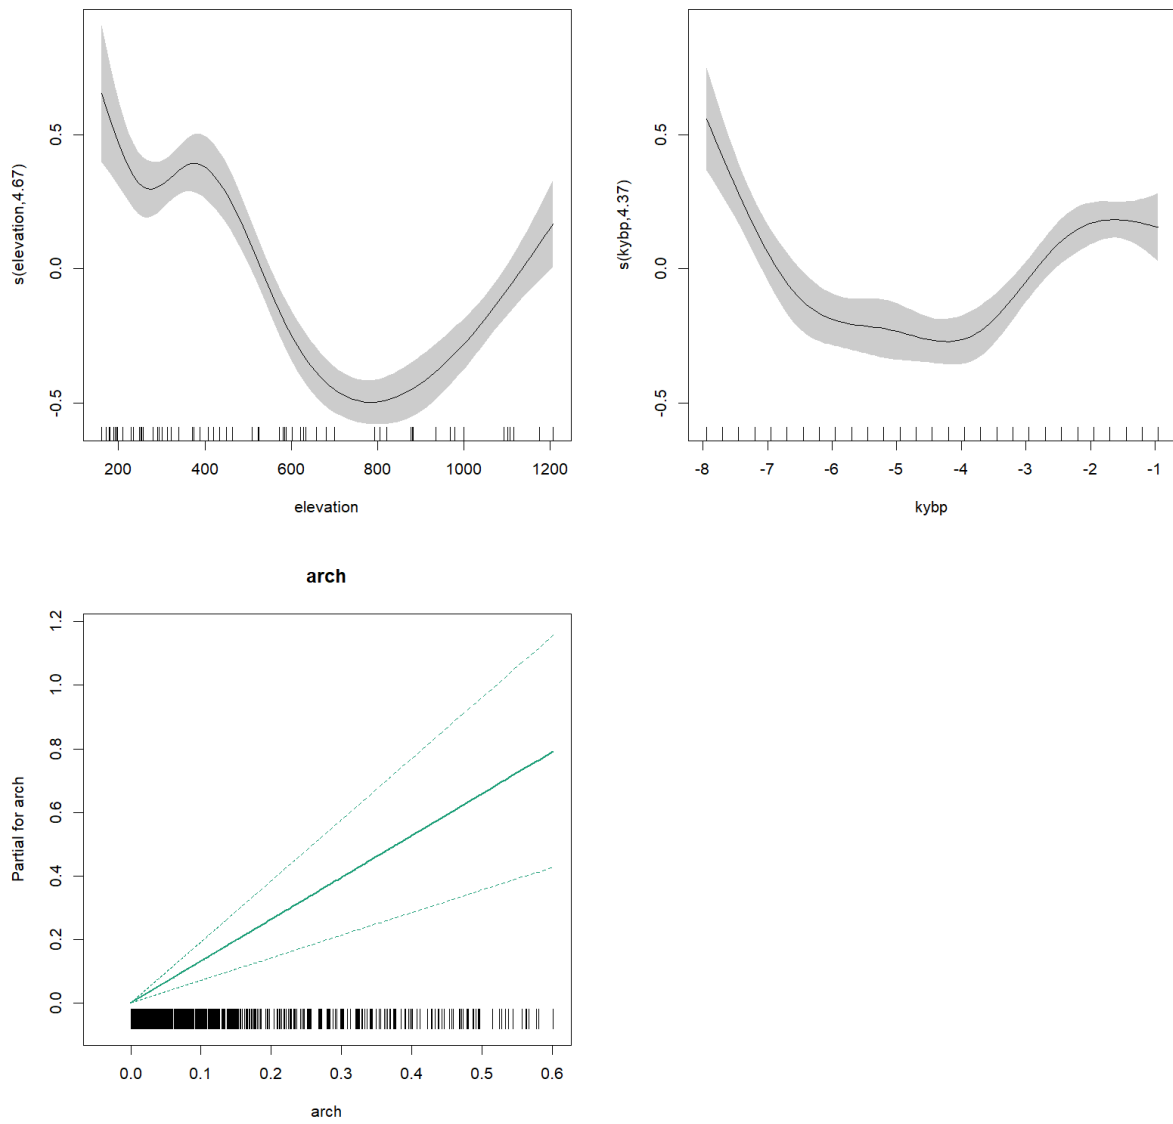 s(elevation,4.67)
0.5
0.0
-0.5
200 400 600 800 1000 1200
elevation
s(kybp,4.37)
0.5
0.0
-0.5
-8 -7 -6 -5 -4 -3 -2 -1
kybp
arch
Partial for arch
1.2
1.0
0.8
0.6
0.4
0.2
0.0
0.0 0.1 0.2 0.3 0.4 0.5 0.6
arch